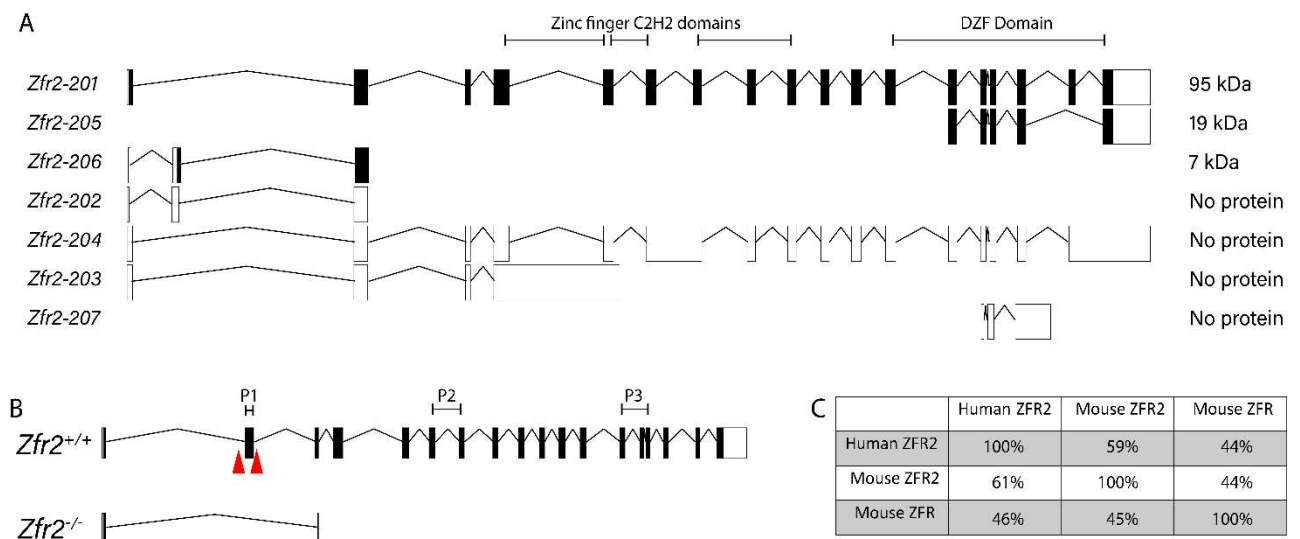 A
Zinc finger C2H2 domains
DZF Domain
Zfr2-201
95 kDa
Zfr2-205
19 kDa
Zfr2-206
7 kDa
Zfr2-202
No protein
Zfr2-204
No protein
Zfr2-203
No protein
Zfr2-207
No protein
B
P1
P2
P3
Zfr2+/+
Zfr2-/-
C
Human ZFR2 Mouse ZFR2 Mouse ZFR
Human ZFR2 100% 59% 44%
Mouse ZFR2 61% 100% 44%
Mouse ZFR 46% 45% 100%